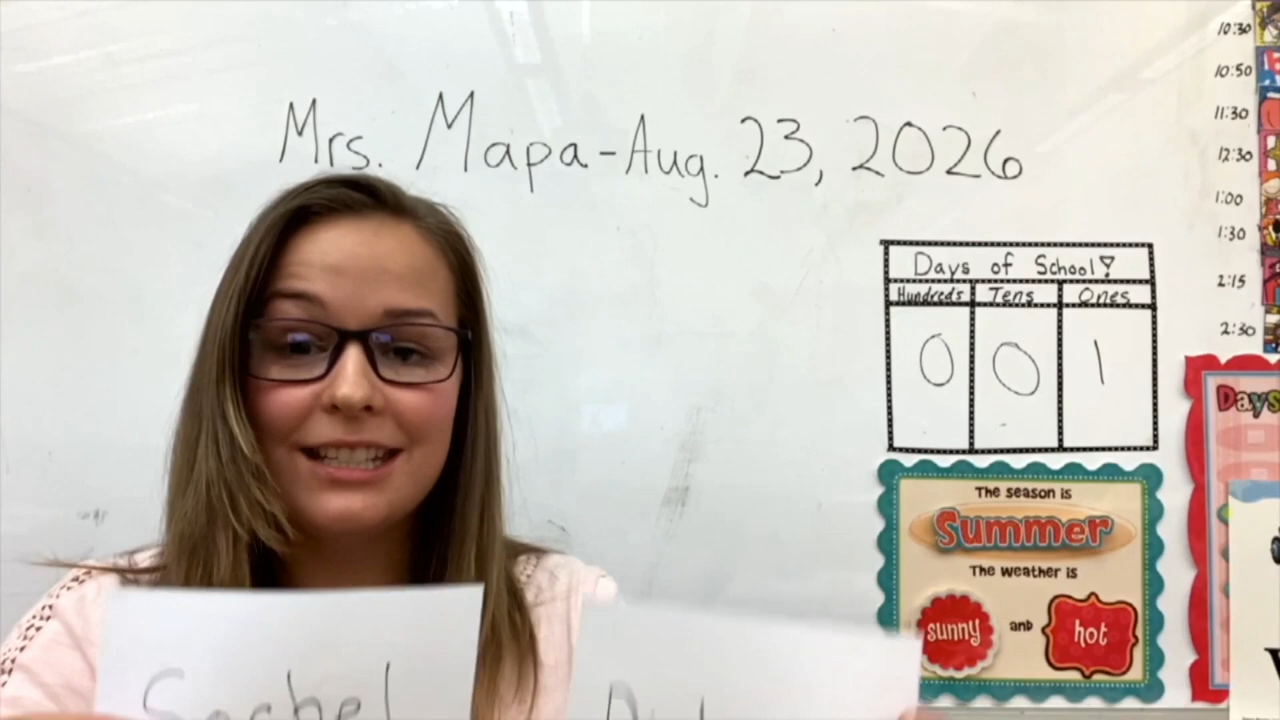 Mrs. Mapa-Aug. 23, 2026
10:30
10:50
11:30
12:30
1:00
1:30
2:15
2:30
Days of School!
Hundreds Tens Ones
0 0 1
Days
The season is
Summer
The weather is
sunny and hot